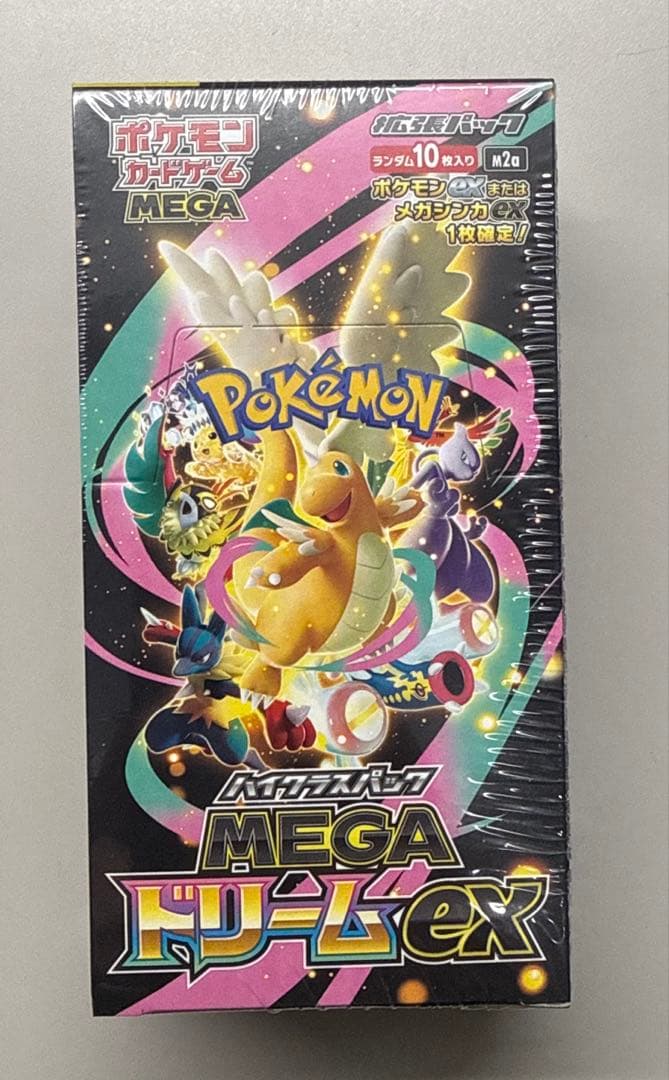 ポケモン
カードゲーム
MEGA
拡張パック
ランダム10枚入り
M2a
ポケモンexまたは
メガシンカex
1枚確定!
POKéMON
TM
ハイクラスパック
MEGA
ドリームex